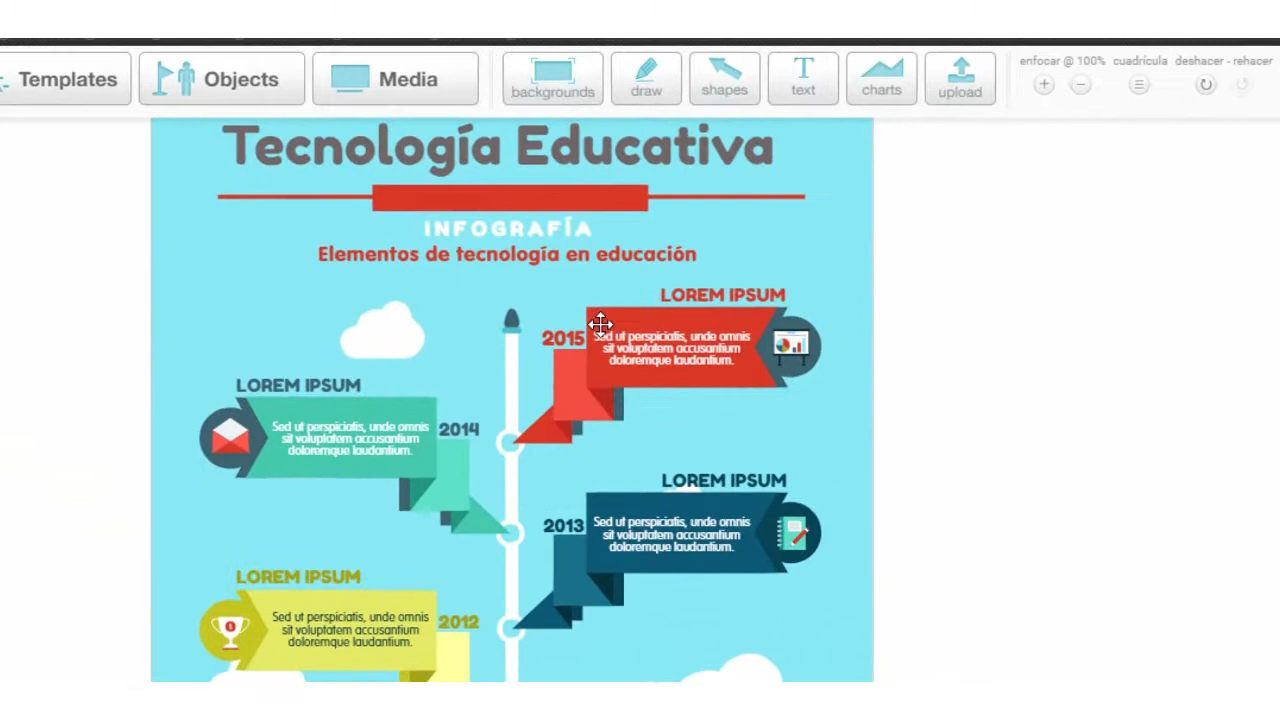 Templates
Objects
Media
backgrounds
draw
shapes
text
charts
upload
enfocar @ 100%
cuadrícula
deshacer - rehacer
Tecnología Educativa
INFOGRAFÍA
Elementos de tecnología en educación
LOREM IPSUM
2015
Sed ut perspiciatis, unde omnis
sit voluptatem accusantium
doloremque laudantium.
LOREM IPSUM
2014
Sed ut perspiciatis, unde omnis
sit voluptatem accusantium
doloremque laudantium.
LOREM IPSUM
2013
Sed ut perspiciatis, unde omnis
sit voluptatem accusantium
doloremque laudantium.
LOREM IPSUM
2012
Sed ut perspiciatis, unde omnis
sit voluptatem accusantium
doloremque laudantium.